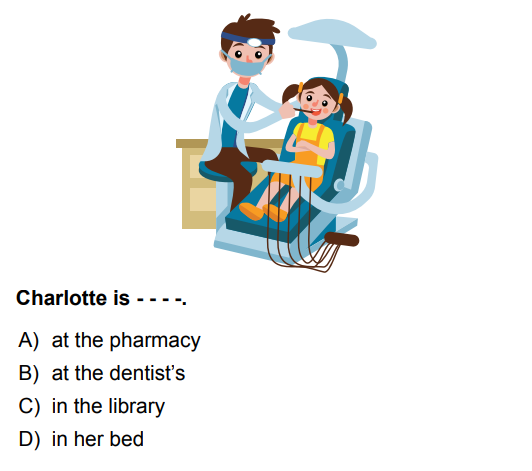 Charlotte is - - - -.
A) at the pharmacy
B) at the dentist’s
C) in the library
D) in her bed